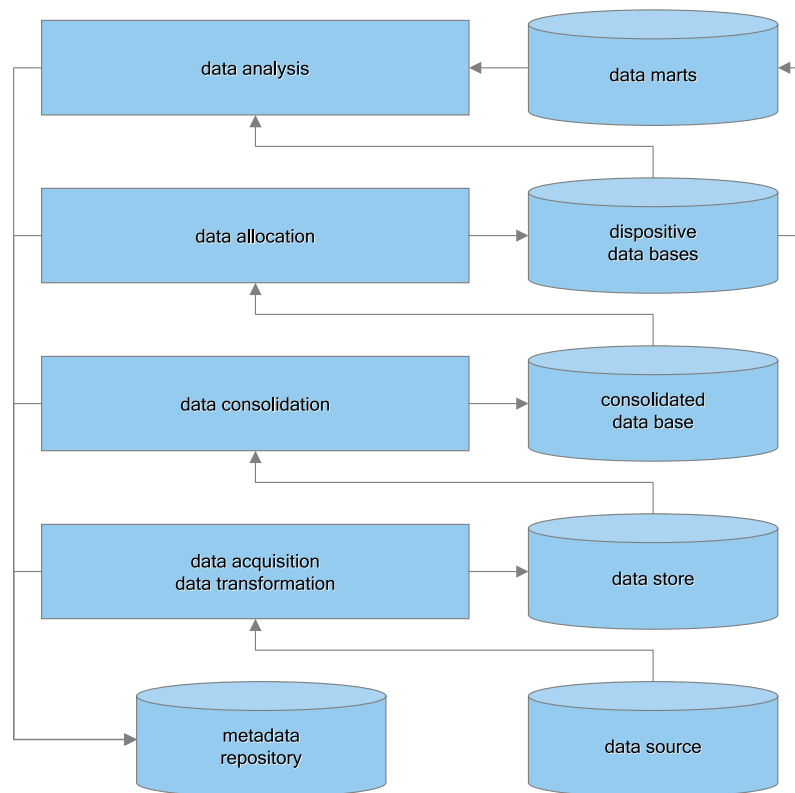 data analysis
data marts
data allocation
dispositive
data bases
data consolidation
consolidated
data base
data acquisition
data transformation
data store
metadata
repository
data source